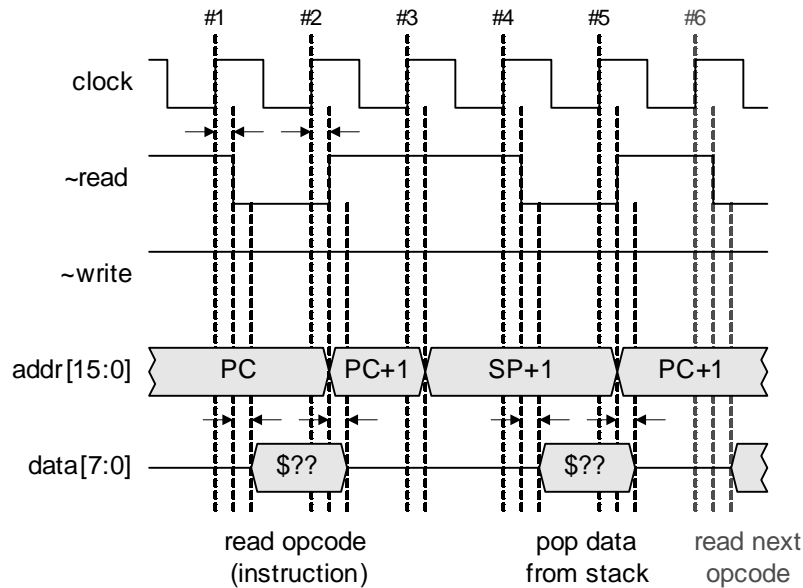 #1 #2 #3 #4 #5 #6
clock
~read
~write
addr[15:0] PC PC+1 SP+1 PC+1
data[7:0] $?? $??
read opcode pop data read next
(instruction) from stack opcode